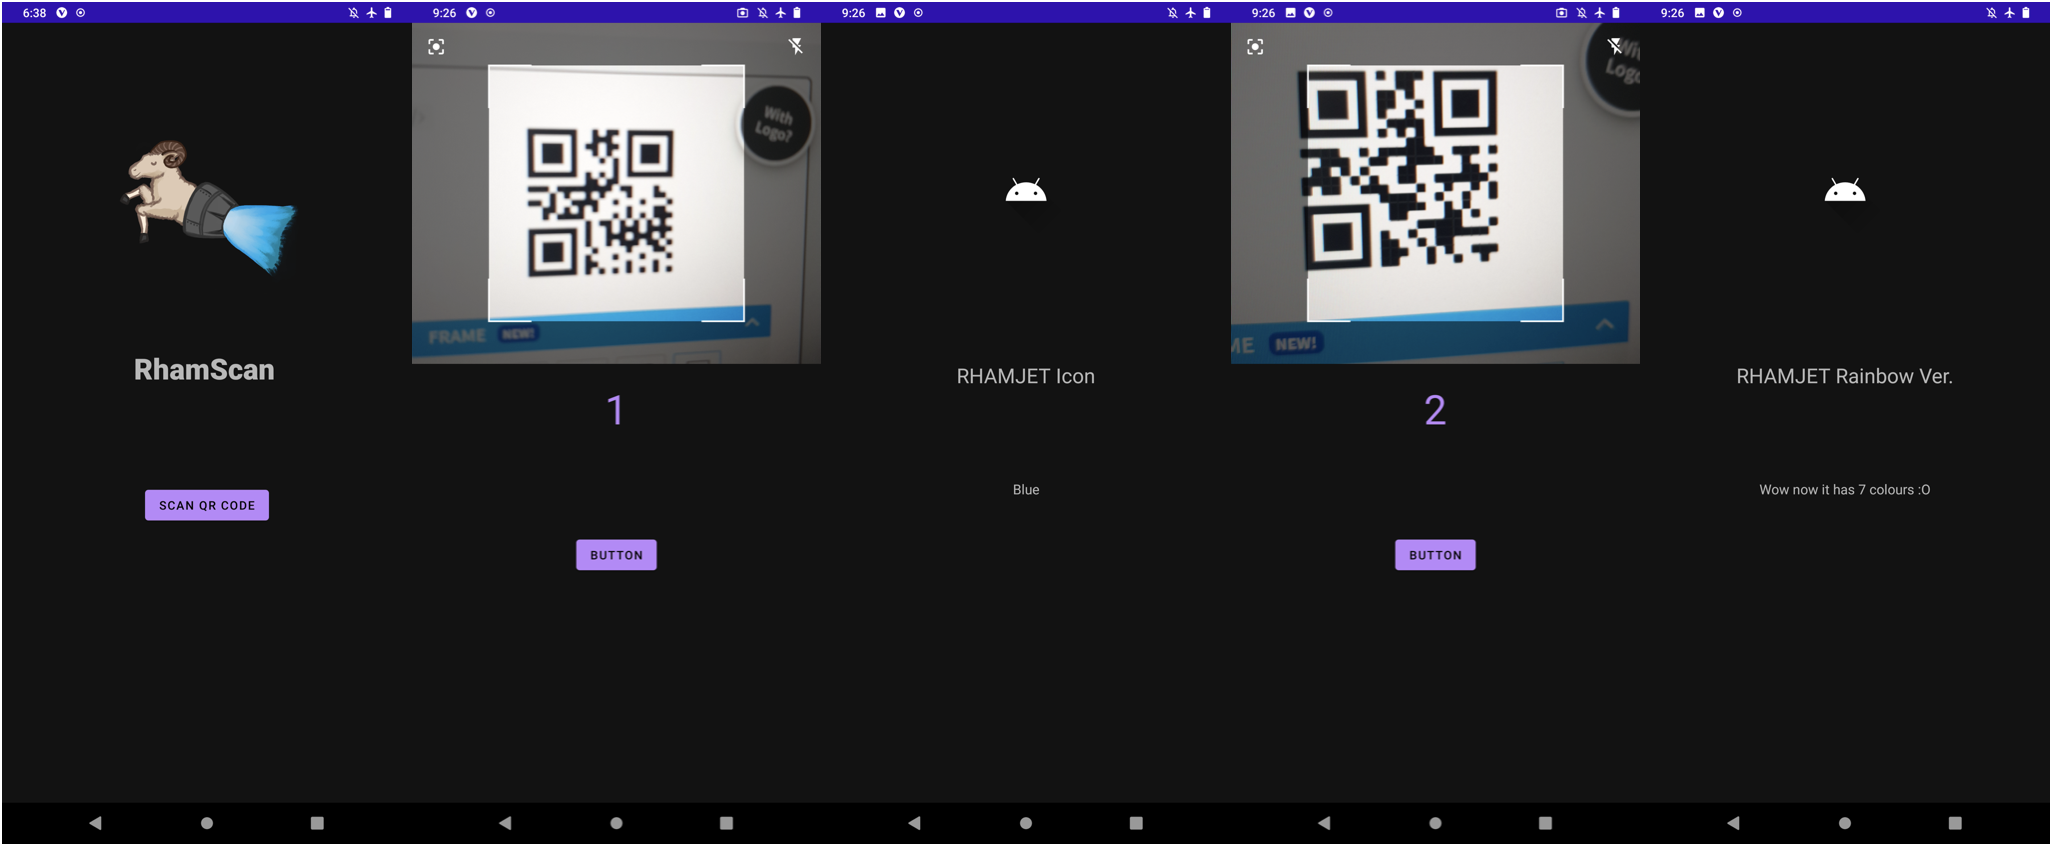 6:38
RhamScan
SCAN QR CODE
9:26
With
Logo?
FRAME NEW!
1
BUTTON
9:26
RHAMJET Icon
Blue
9:26
With
Logo?
ME NEW!
2
BUTTON
9:26
RHAMJET Rainbow Ver.
Wow now it has 7 colours :O